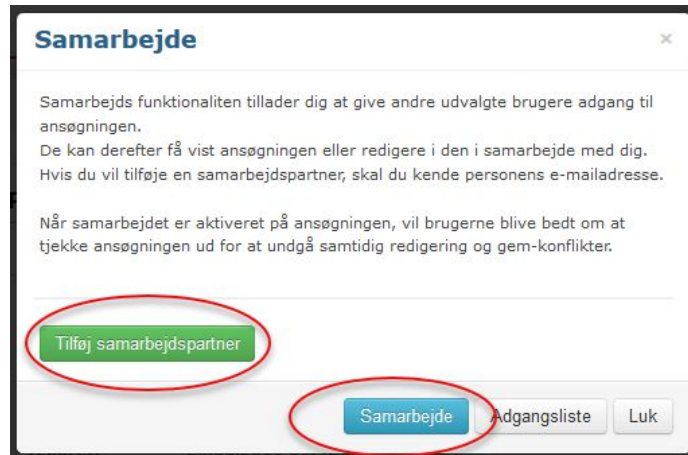 Samarbejde
×
Samarbejds funktionaliten tillader dig at give andre udvalgte brugere adgang til
ansøgningen.
De kan derefter få vist ansøgningen eller redigere i den i samarbejde med dig.
Hvis du vil tilføje en samarbejdspartner, skal du kende personens e-mailadresse.
Når samarbejdet er aktiveret på ansøgningen, vil brugerne blive bedt om at
tjekke ansøgningen ud for at undgå samtidig redigering og gem-konflikter.
Tilføj samarbejdspartner
Samarbejde Adgangsliste Luk